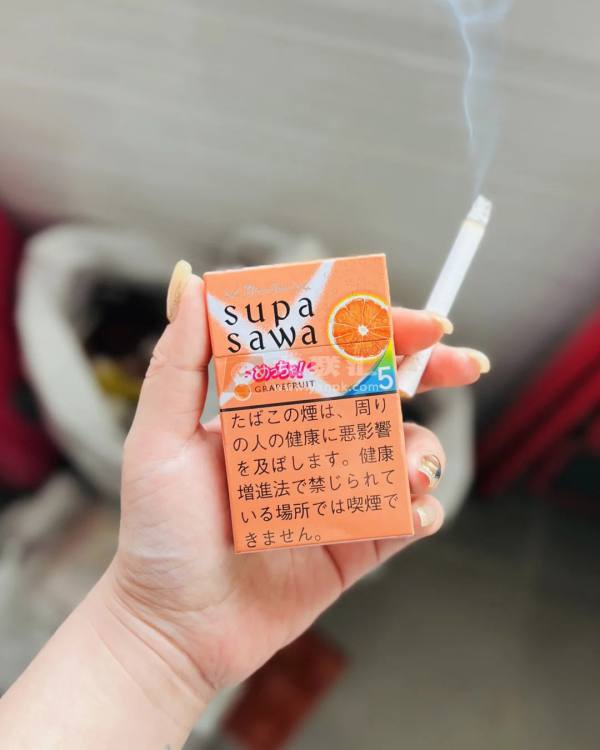 supa
sawa
めっちゃ!
GRAPEFRUIT
5
たばこの煙は、周り
の人の健康に悪影響
を及ぼします。健康
増進法で禁じられて
いる場所では喫煙で
きません。